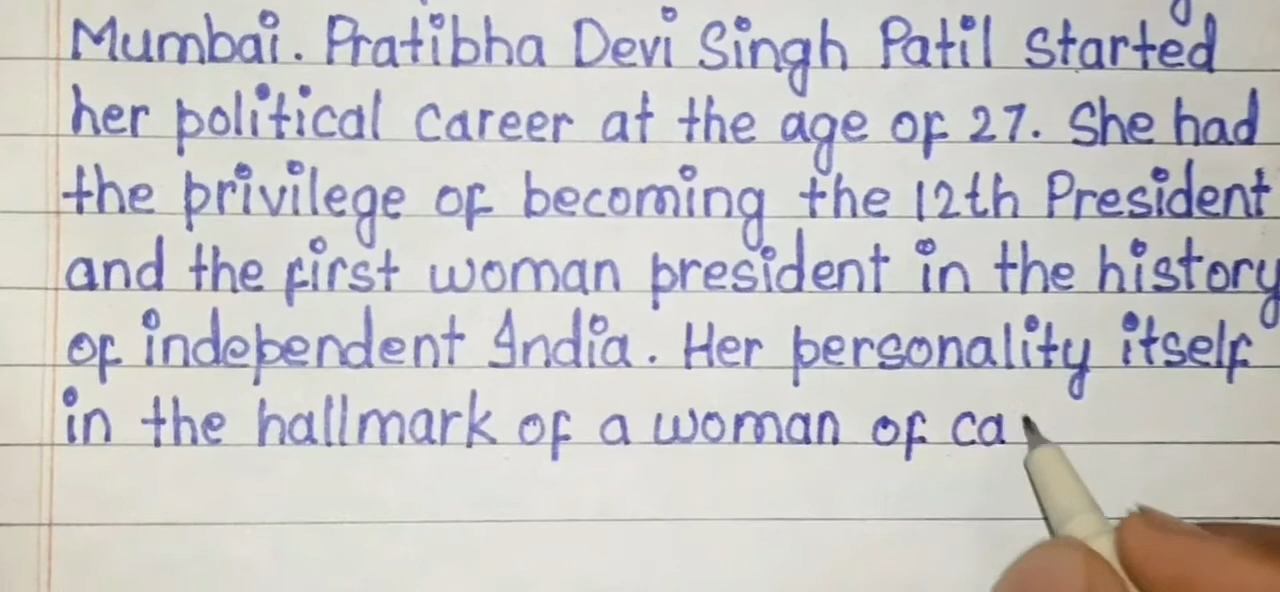 Mumbai. Pratibha Devi Singh Patil started
her political career at the age of 27. She had
the privilege of becoming the 12th President
and the first woman president in the history
of independent India. Her personality itself
in the hallmark of a woman of ca